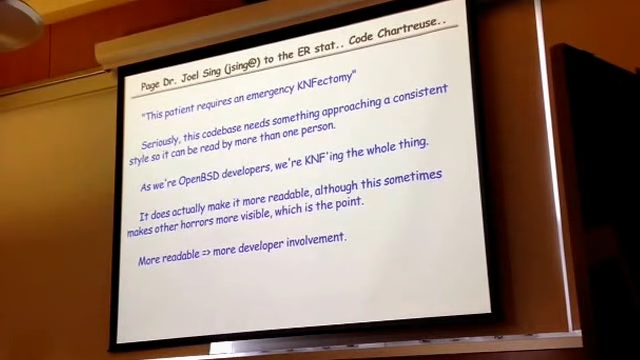 Page Dr. Joel Sing (jsing@) to the ER stat.. Code Chartreuse..
"This patient requires an emergency KNFectomy"
Seriously, this codebase needs something approaching a consistent
style so it can be read by more than one person.
As we're OpenBSD developers, we're KNF'ing the whole thing.
It does actually make it more readable, although this sometimes
makes other horrors more visible, which is the point.
More readable => more developer involvement.